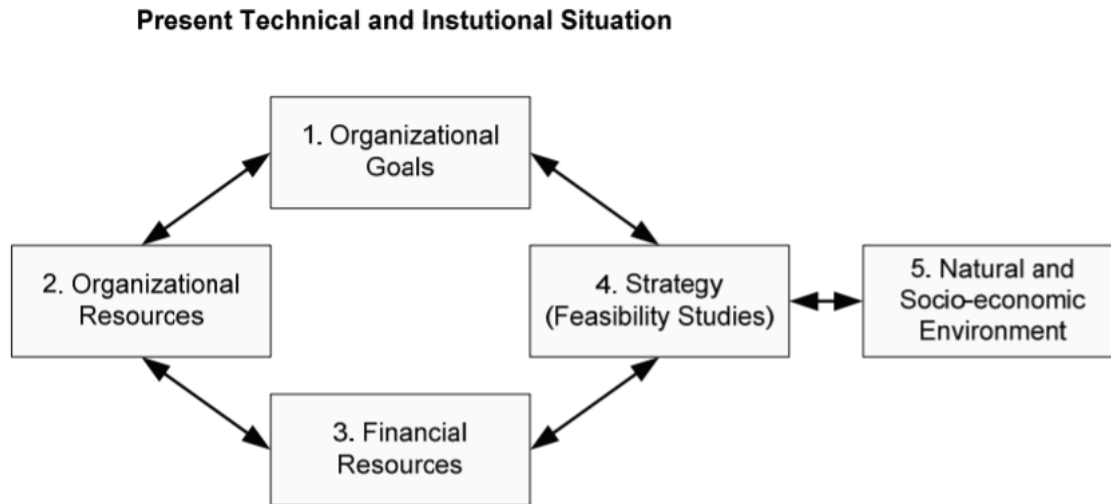 Present Technical and Instutional Situation
1. Organizational
Goals
2. Organizational
Resources
3. Financial
Resources
4. Strategy
(Feasibility Studies)
5. Natural and
Socio-economic
Environment